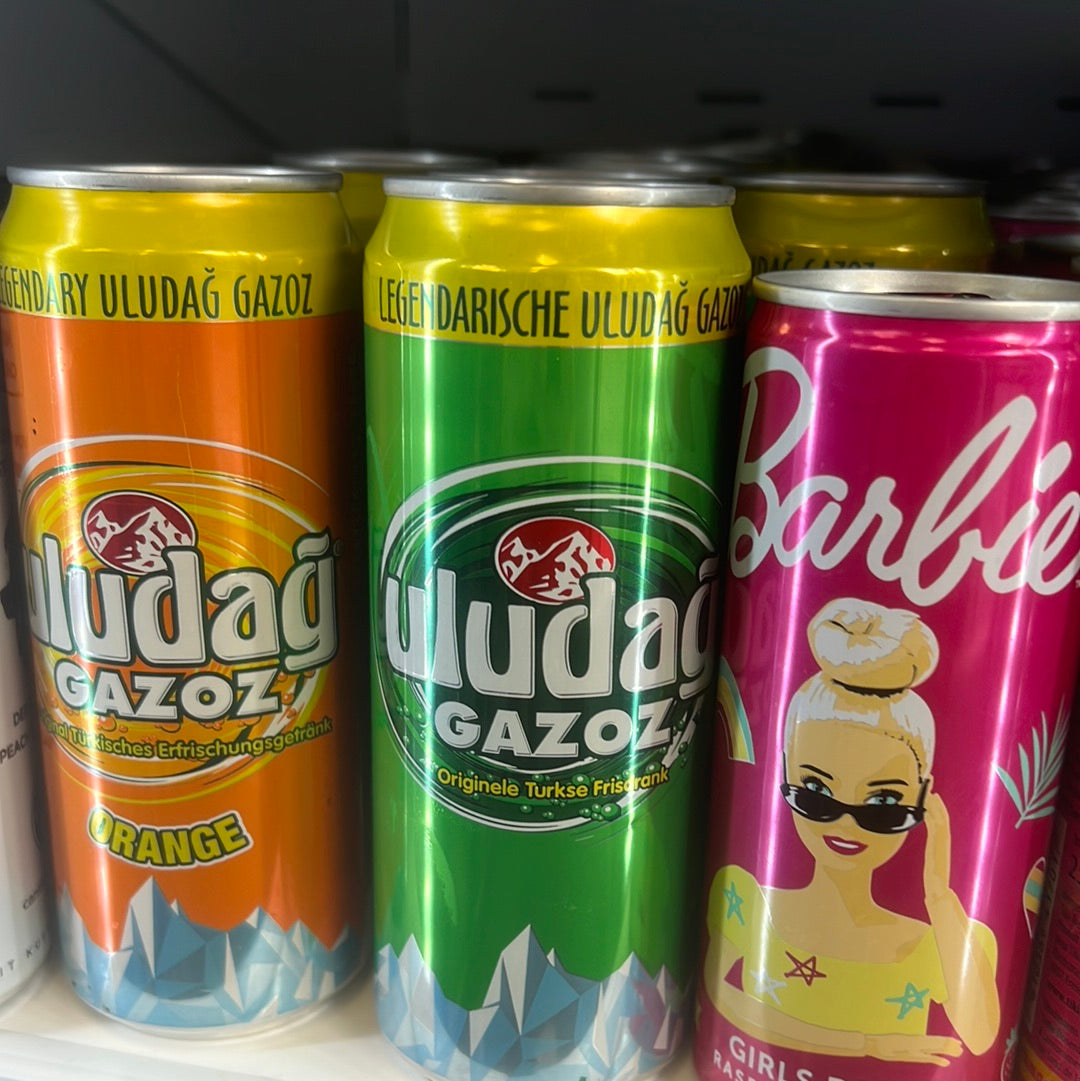 LEGENDARY ULUDAĞ GAZOZ
uludağ
GAZOZ
Türkisches Erfrischungsgetränk
ORANGE
LEGENDARISCHE ULUDAĞ GAZOZ
uludağ
GAZOZ
Originele Turkse Frisdrank
Barbie
GIRLS